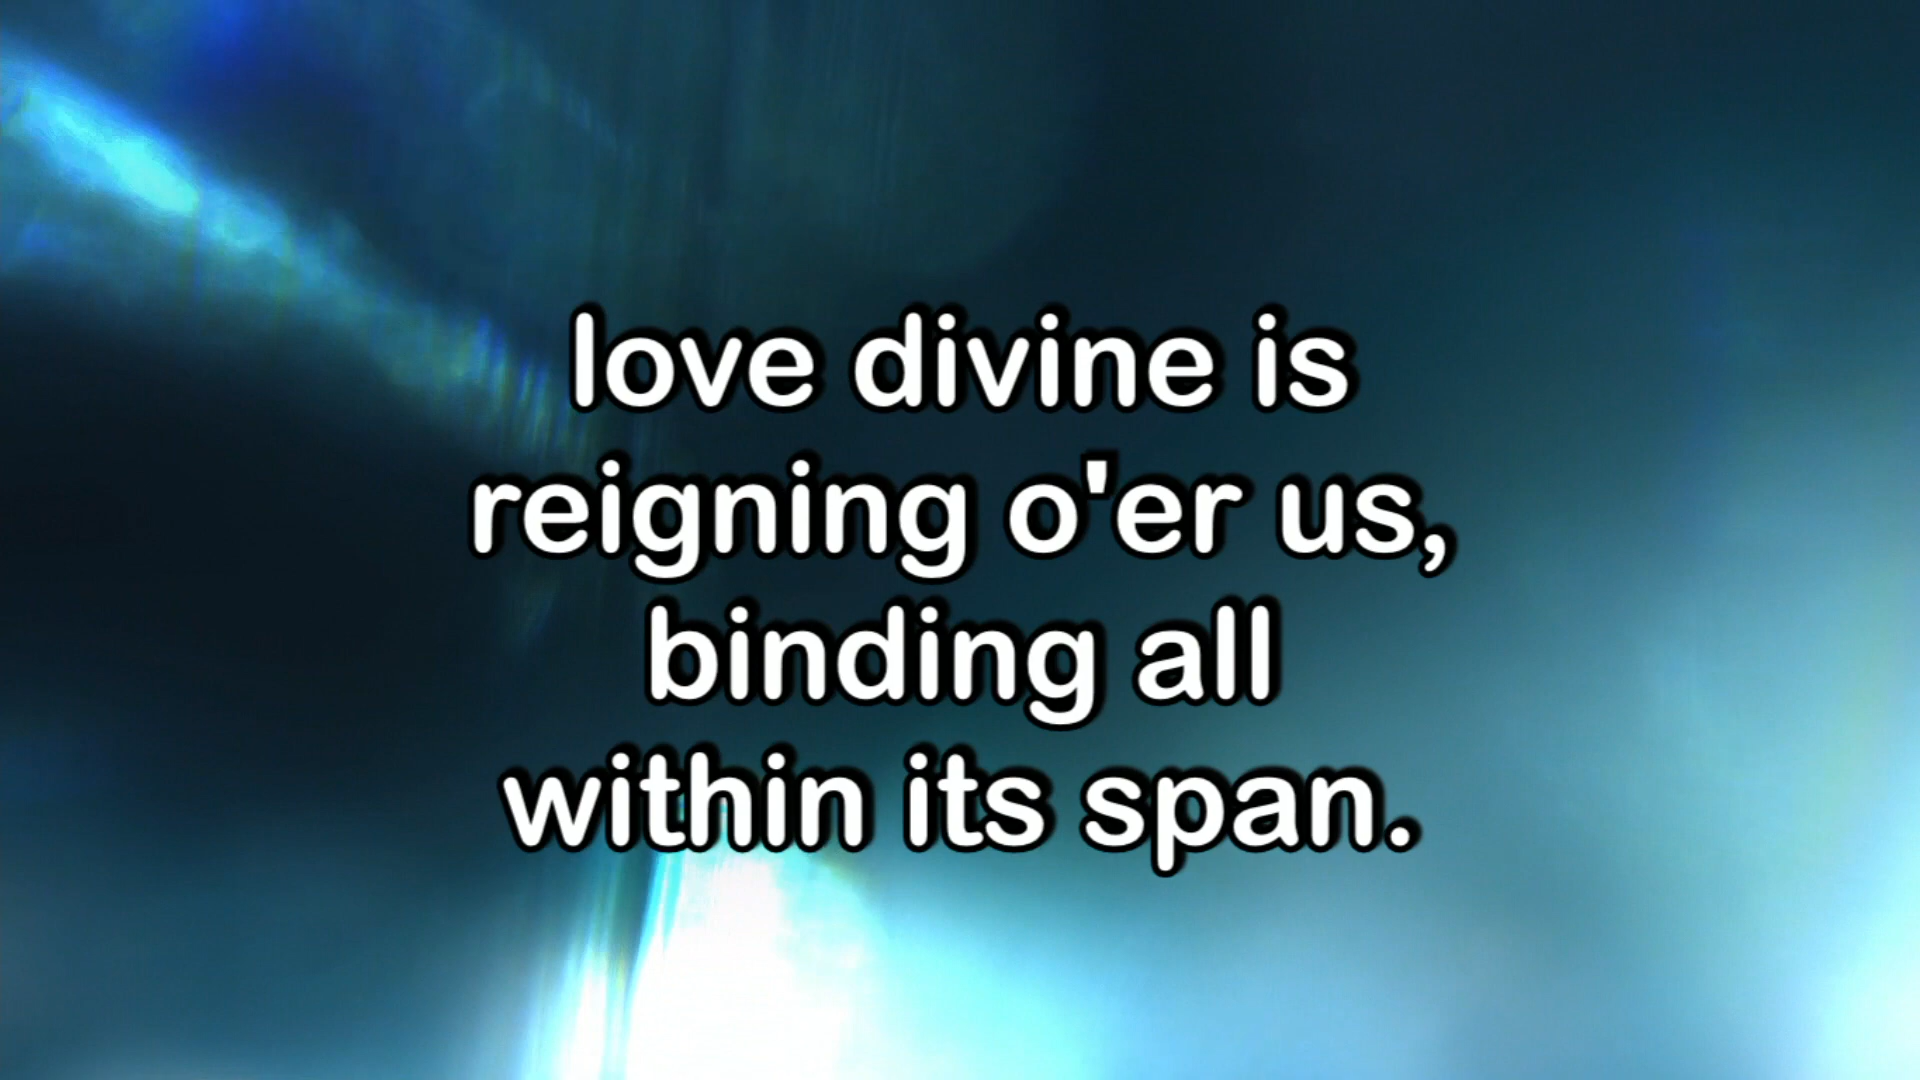 love divine is
reigning o'er us,
binding all
within its span.